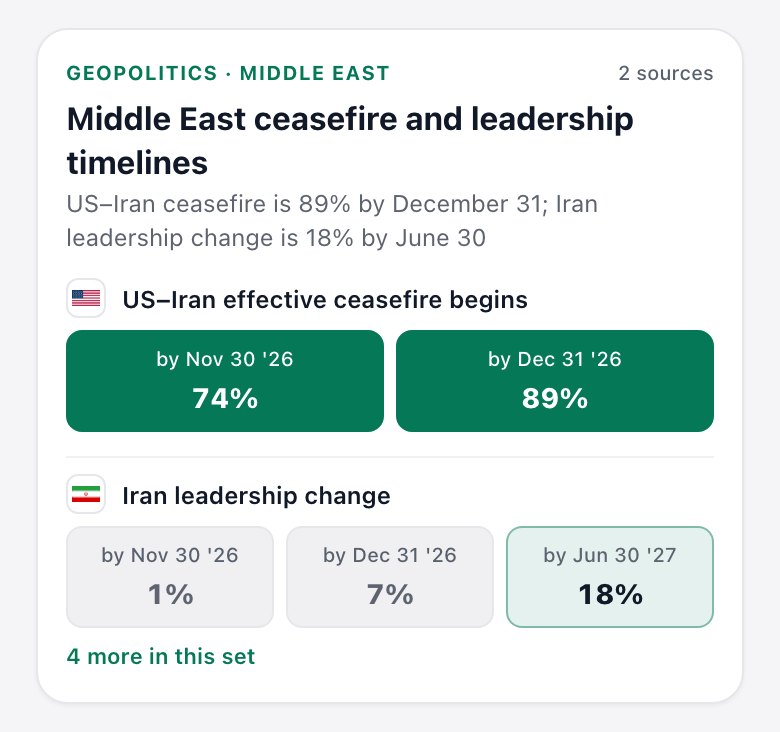 GEOPOLITICS · MIDDLE EAST
2 sources
Middle East ceasefire and leadership
timelines
US–Iran ceasefire is 89% by December 31; Iran
leadership change is 18% by June 30
US–Iran effective ceasefire begins
by Nov 30 '26
74%
by Dec 31 '26
89%
Iran leadership change
by Nov 30 '26
1%
by Dec 31 '26
7%
by Jun 30 '27
18%
4 more in this set